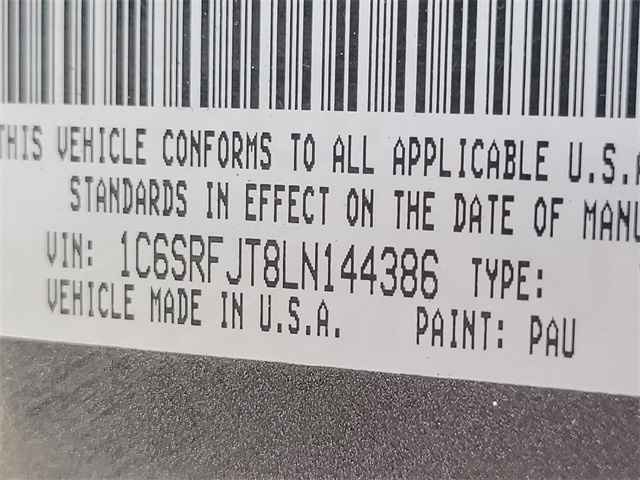 THIS VEHICLE CONFORMS TO ALL APPLICABLE U.S.A
STANDARDS IN EFFECT ON THE DATE OF MANU
VIN: 1C6SRFJT8LN144386 TYPE:
VEHICLE MADE IN U.S.A. PAINT: PAU